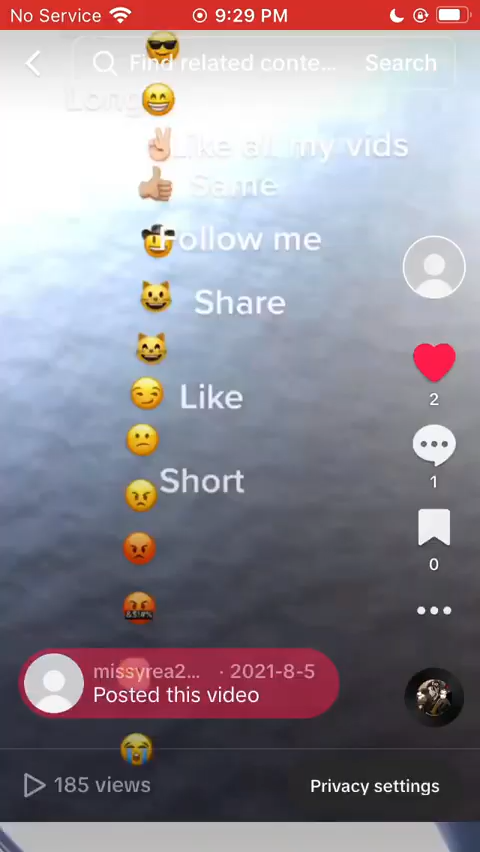 No Service
9:29 PM
Find related conte...
Search
Long
Like all my vids
Same
Follow me
Share
Like
Short
2
1
0
missyrea2... · 2021-8-5
Posted this video
185 views
Privacy settings